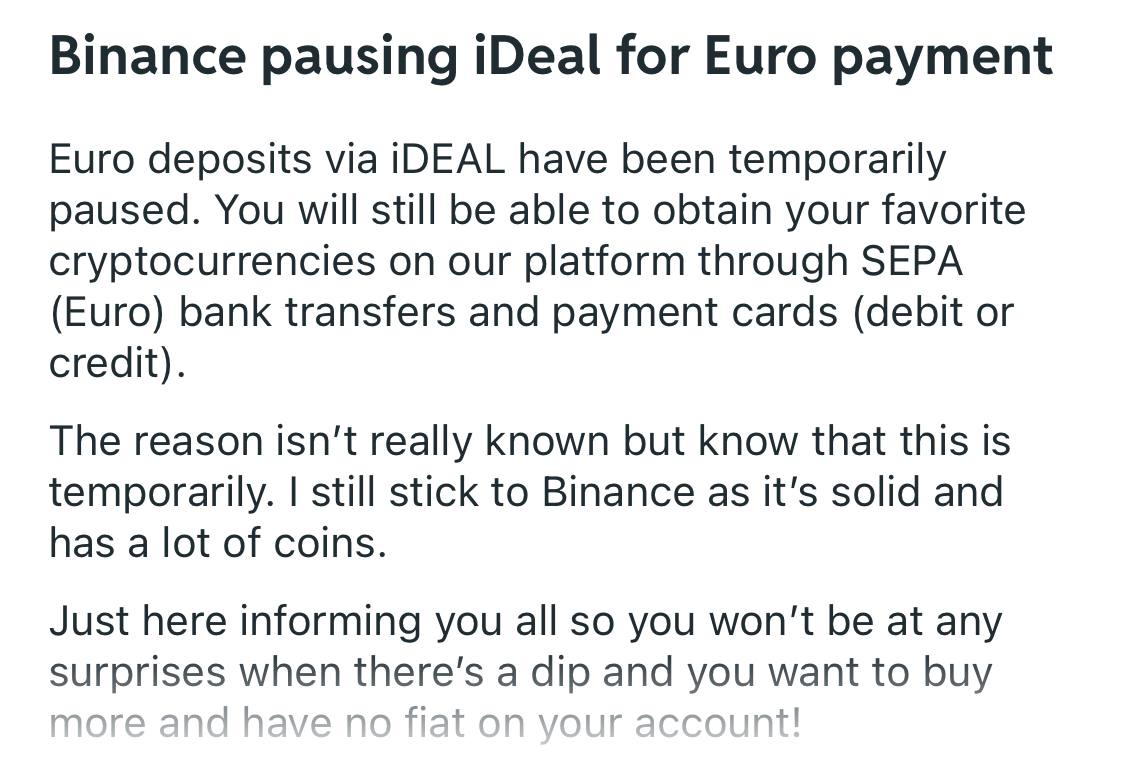 Binance pausing iDeal for Euro payment
Euro deposits via iDEAL have been temporarily
paused. You will still be able to obtain your favorite
cryptocurrencies on our platform through SEPA
(Euro) bank transfers and payment cards (debit or
credit).
The reason isn’t really known but know that this is
temporarily. I still stick to Binance as it’s solid and
has a lot of coins.
Just here informing you all so you won’t be at any
surprises when there’s a dip and you want to buy
more and have no fiat on your account!